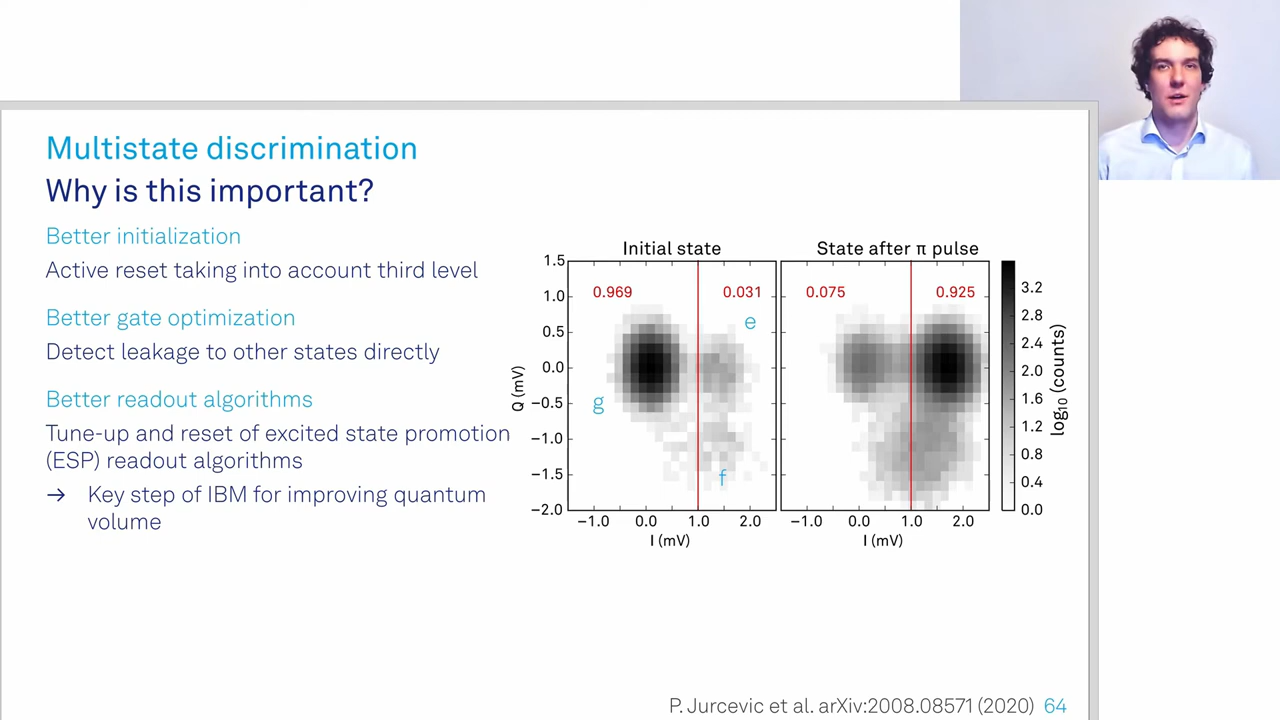 Multistate discrimination
Why is this important?
Better initialization
Active reset taking into account third level
Better gate optimization
Detect leakage to other states directly
Better readout algorithms
Tune-up and reset of excited state promotion
(ESP) readout algorithms
→ Key step of IBM for improving quantum
volume
Initial state
State after π pulse
1.5
1.0
0.5
0.0
−0.5
−1.0
−1.5
−2.0
Q (mV)
0.969
0.031
e
g
f
0.075
0.925
−1.0 0.0 1.0 2.0
I (mV)
−1.0 0.0 1.0 2.0
I (mV)
3.2
2.8
2.4
2.0
1.6
1.2
0.8
0.4
0.0
log10 (counts)
P. Jurcevic et al. arXiv:2008.08571 (2020) 64